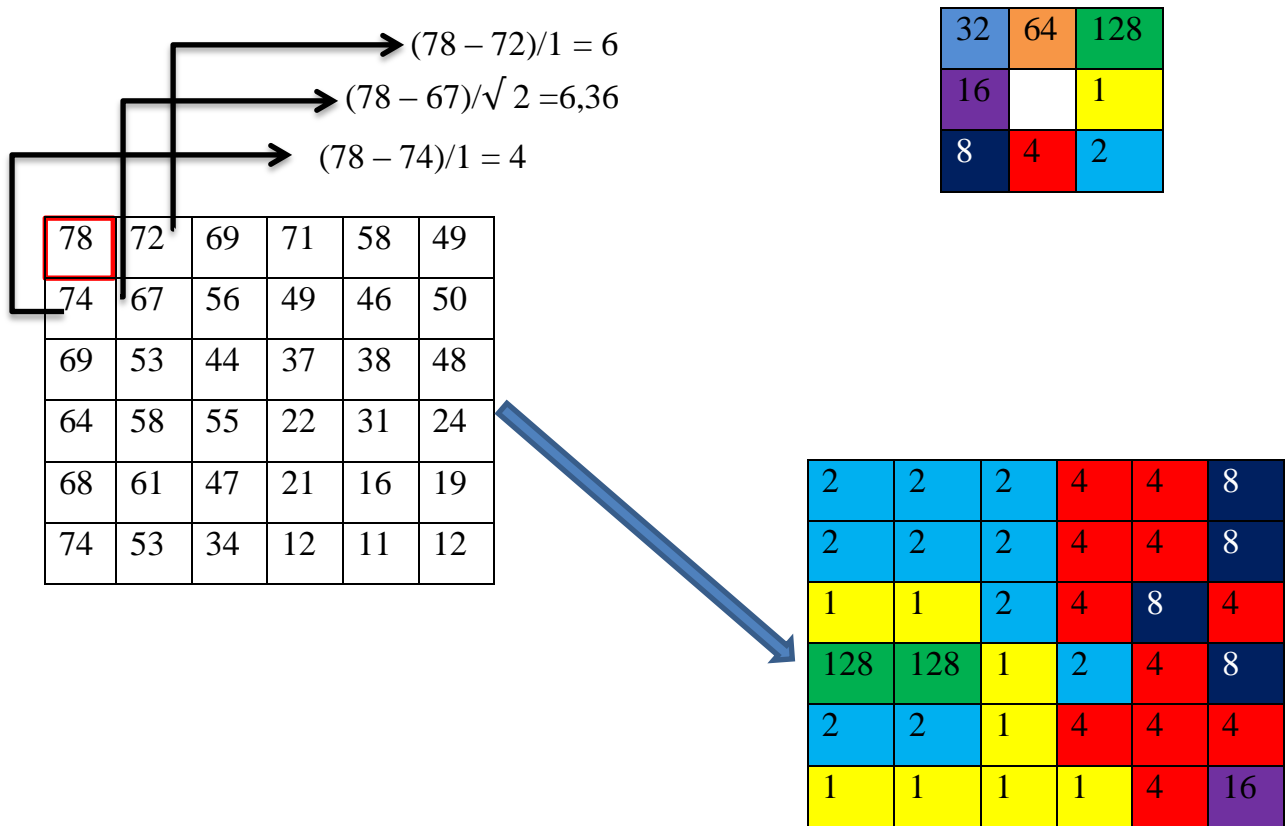 (78 – 72)/1 = 6
(78 – 67)/√ 2 =6,36
(78 – 74)/1 = 4
32 64 128
16 1
8 4 2
78 72 69 71 58 49
74 67 56 49 46 50
69 53 44 37 38 48
64 58 55 22 31 24
68 61 47 21 16 19
74 53 34 12 11 12
2 2 2 4 4 8
2 2 2 4 4 8
1 1 2 4 8 4
128 128 1 2 4 8
2 2 1 4 4 4
1 1 1 1 4 16